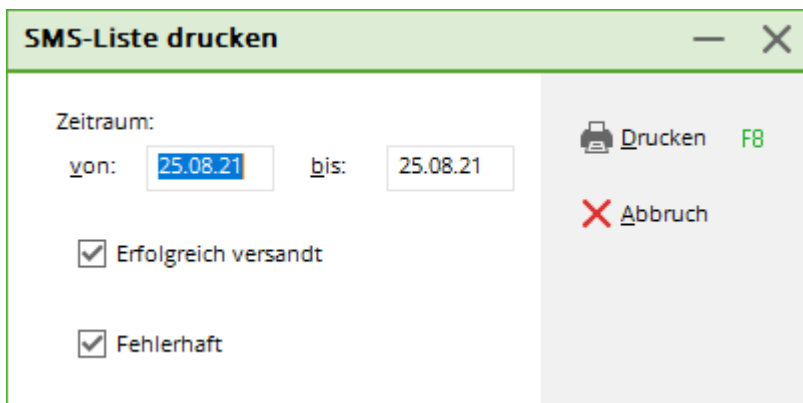 SMS-Liste drucken
Zeitraum:
von: 25.08.21 bis: 25.08.21
Erfolgreich versandt
Fehlerhaft
Drucken F8
Abbruch